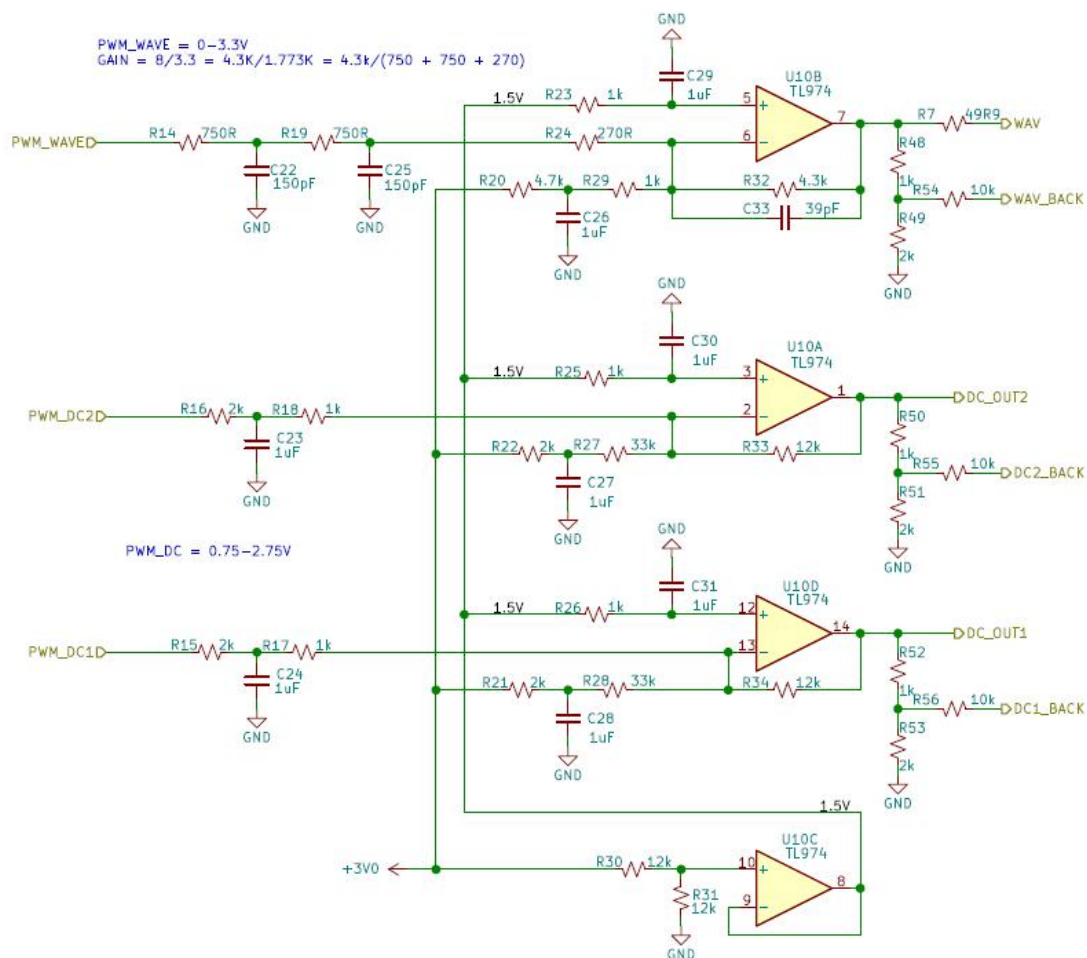 PWM_WAVE = 0-3.3V
GAIN = 8/3.3 = 4.3K/1.773K = 4.3k/(750 + 750 + 270)
GND
C29
1uF
U10B
TL974
1.5V
R23
1k
5
+
6
−
7
R7
49R9
WAV
PWM_WAVE
R14
750R
R19
750R
R24
270R
R48
1k
C22
150pF
C25
150pF
R20
4.7k
R29
1k
R32
4.3k
R54
10k
WAV_BACK
C33
39pF
GND
GND
C26
1uF
R49
2k
GND
GND
GND
C30
1uF
U10A
TL974
1.5V
R25
1k
3
+
2
−
1
DC_OUT2
PWM_DC2
R16
2k
R18
1k
R50
1k
C23
1uF
R22
2k
R27
33k
R33
12k
R55
10k
DC2_BACK
GND
C27
1uF
R51
2k
GND
GND
PWM_DC = 0.75-2.75V
GND
C31
1uF
U10D
TL974
1.5V
R26
1k
12
+
13
−
14
DC_OUT1
PWM_DC1
R15
2k
R17
1k
R52
1k
C24
1uF
R21
2k
R28
33k
R34
12k
R56
10k
DC1_BACK
GND
C28
1uF
R53
2k
GND
GND
1.5V
U10C
TL974
+3V0
R30
12k
10
+
9
−
8
R31
12k
GND